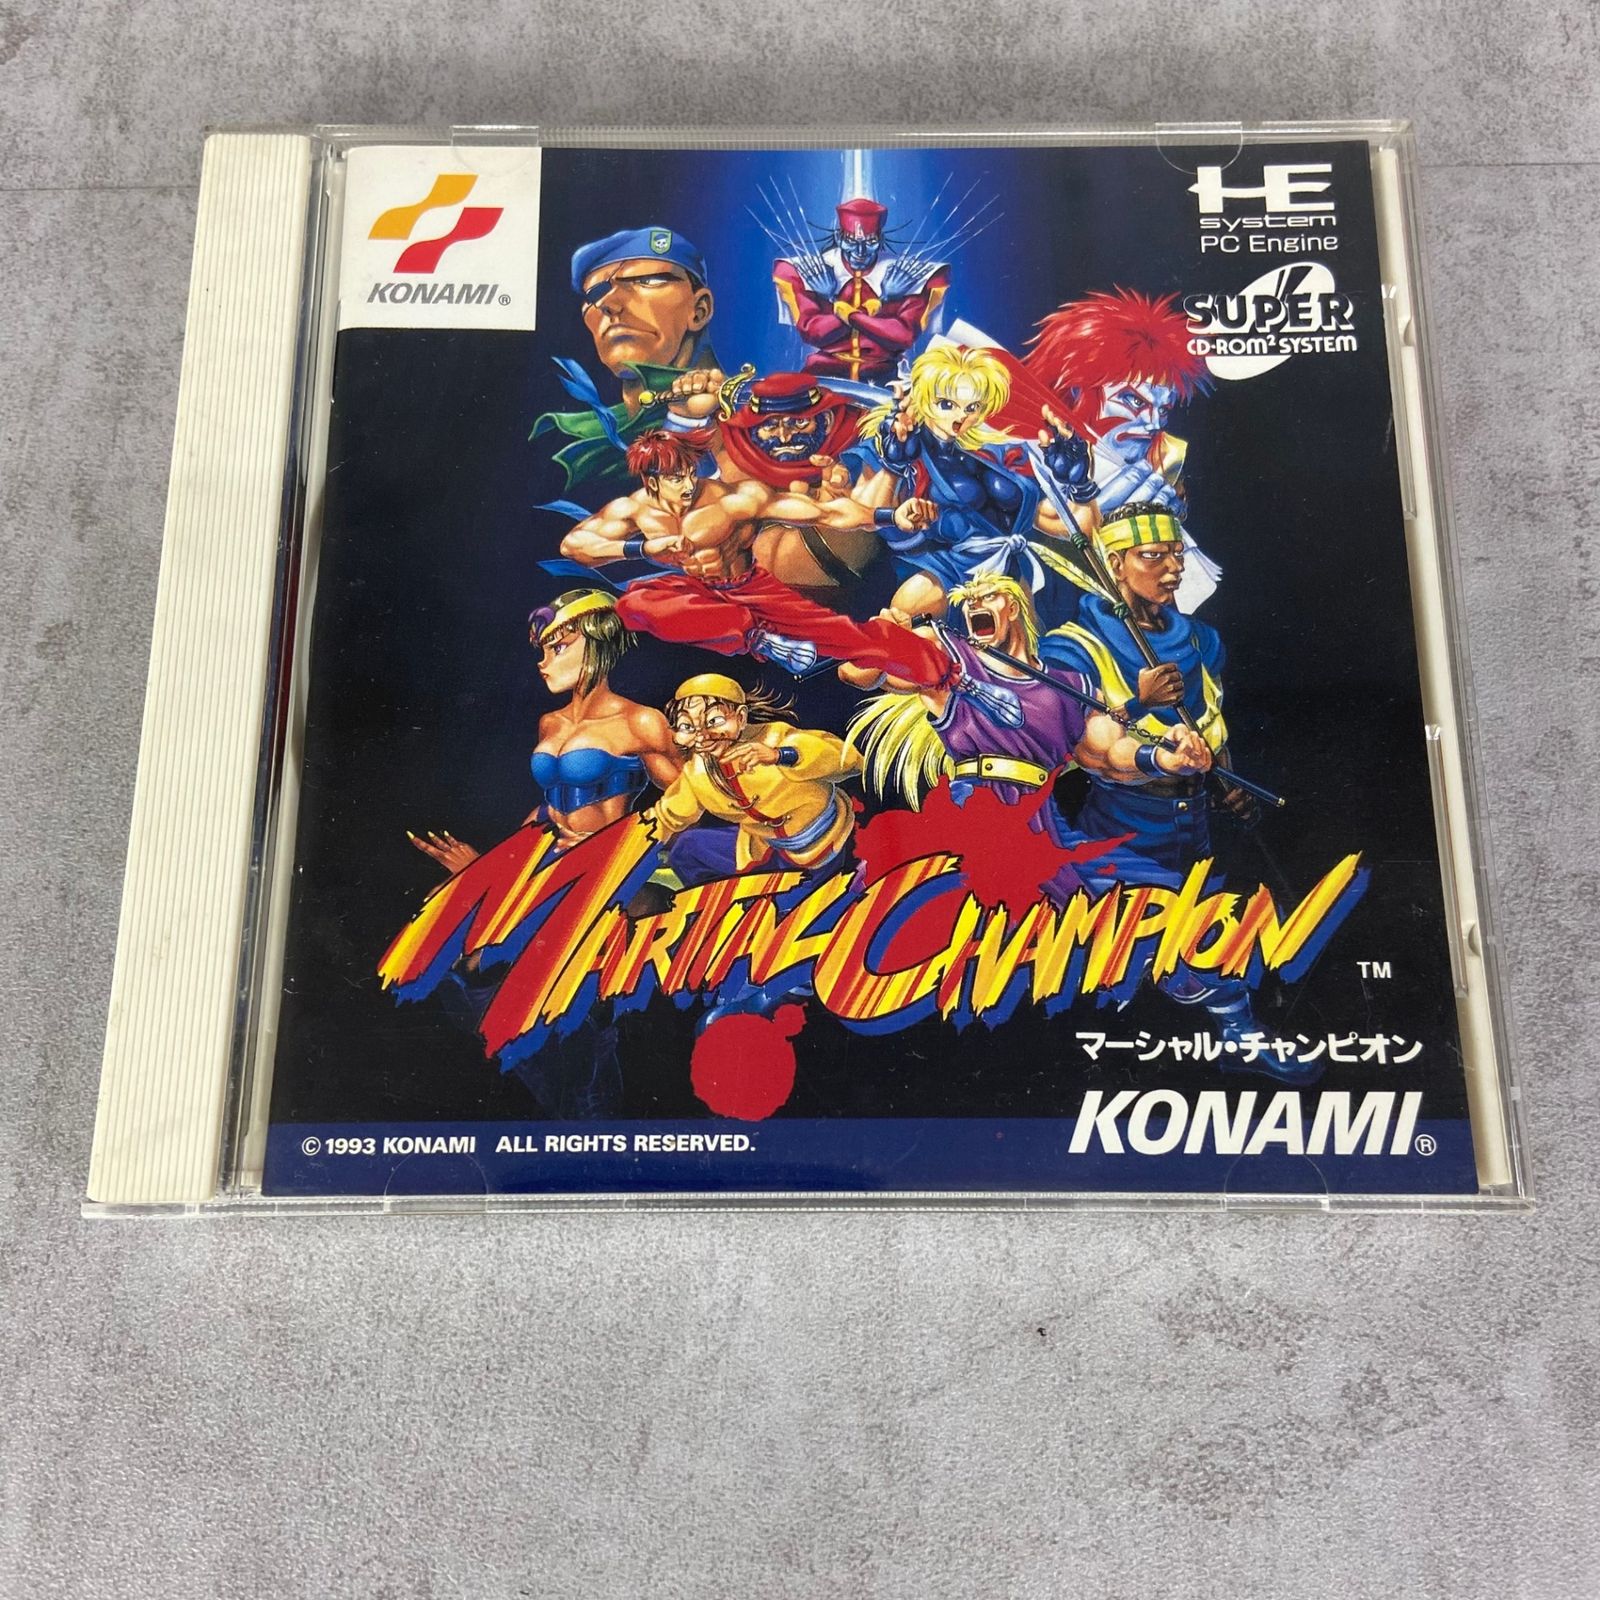 KONAMI®
HE
system
PC Engine
SUPER
CD-ROM² SYSTEM
MARTIAL CHAMPION
TM
マーシャル・チャンピオン
KONAMI®
© 1993 KONAMI ALL RIGHTS RESERVED.